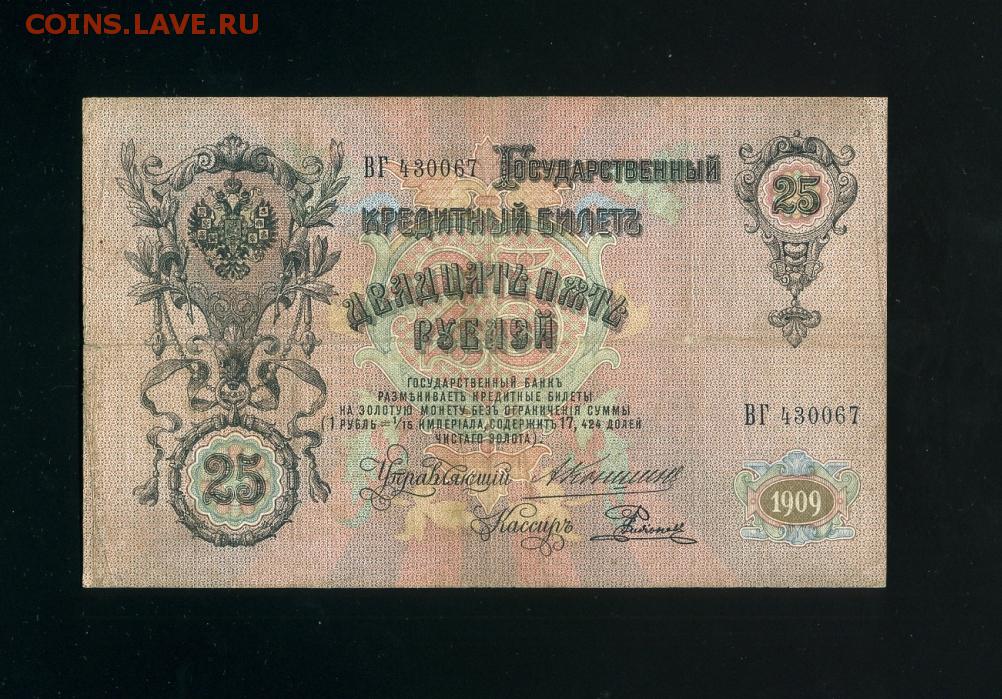 COINS.LAVE.RU
ВГ 430067 Государственный
25
Кредитный Билетъ
Двадцать пять
рублей
Государственный Банкъ
размѣниваетъ кредитные билеты
на золотую монету безъ ограниченія суммы
(1 рубль = 1/15 империала, содержитъ 17,424 долей
чистаго золота).
ВГ 430067
Управляющій
Кассиръ
25
1909